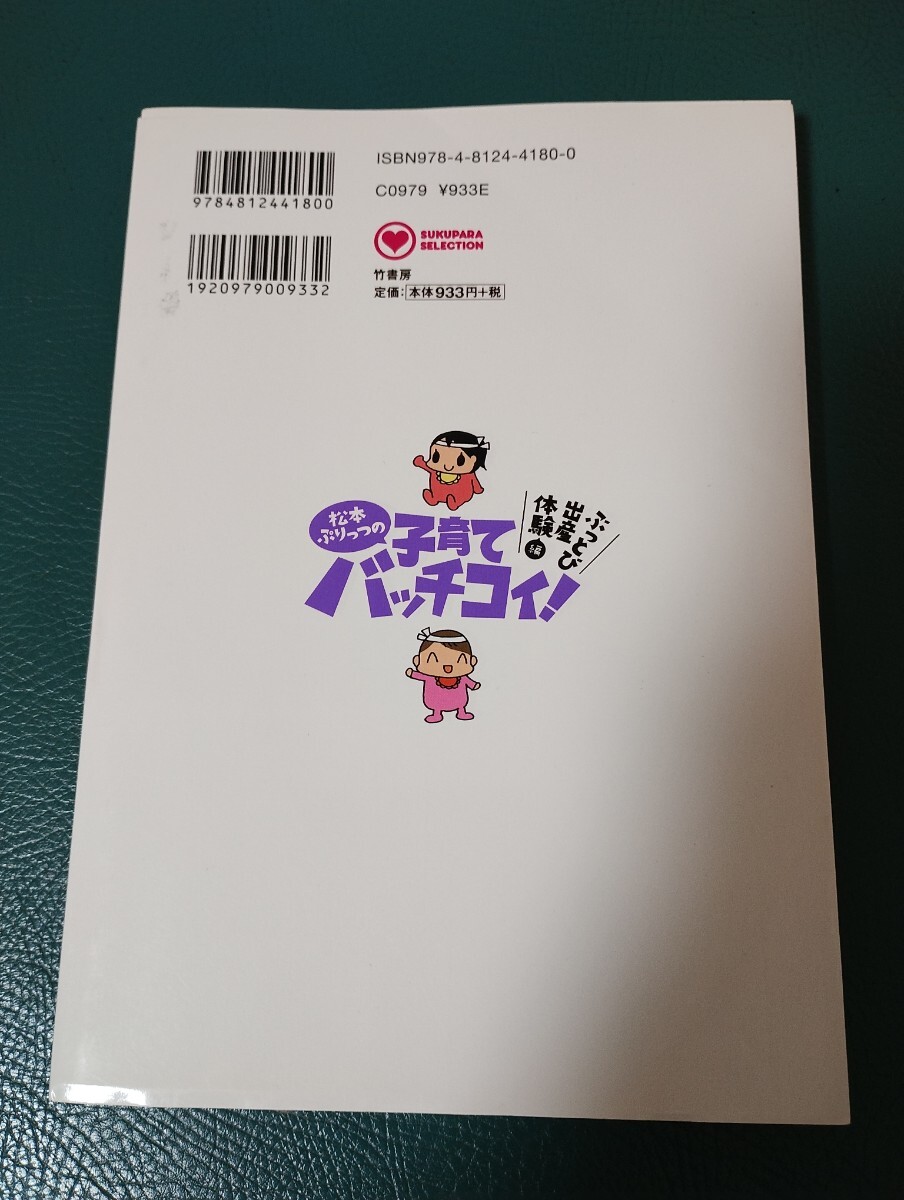 ISBN978-4-8124-4180-0
9784812441800
C0979 ¥933E
SUKUPARA
SELECTION
1920979009332
竹書房
定価：本体933円+税
松本
ぷりっつの
子育て
バッチコイ！
ぶっとび
出産
体験
編